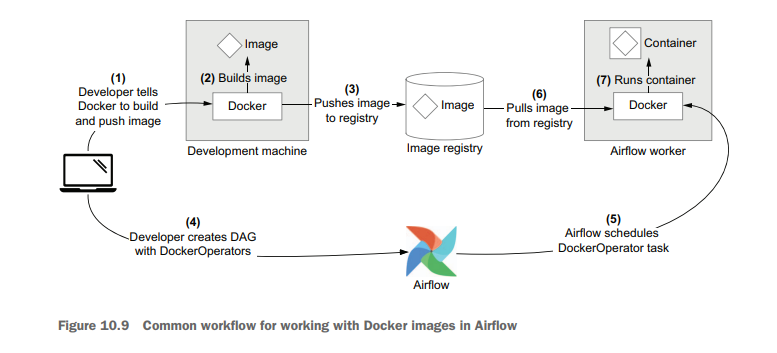 (1)
Developer tells
Docker to build
and push image
Image
(2) Builds image
Docker
Development machine
(3)
Pushes image
to registry
Image
Image registry
(6)
Pulls image
from registry
Container
(7) Runs container
Docker
Airflow worker
(4)
Developer creates DAG
with DockerOperators
Airflow
(5)
Airflow schedules
DockerOperator task
Figure 10.9 Common workflow for working with Docker images in Airflow